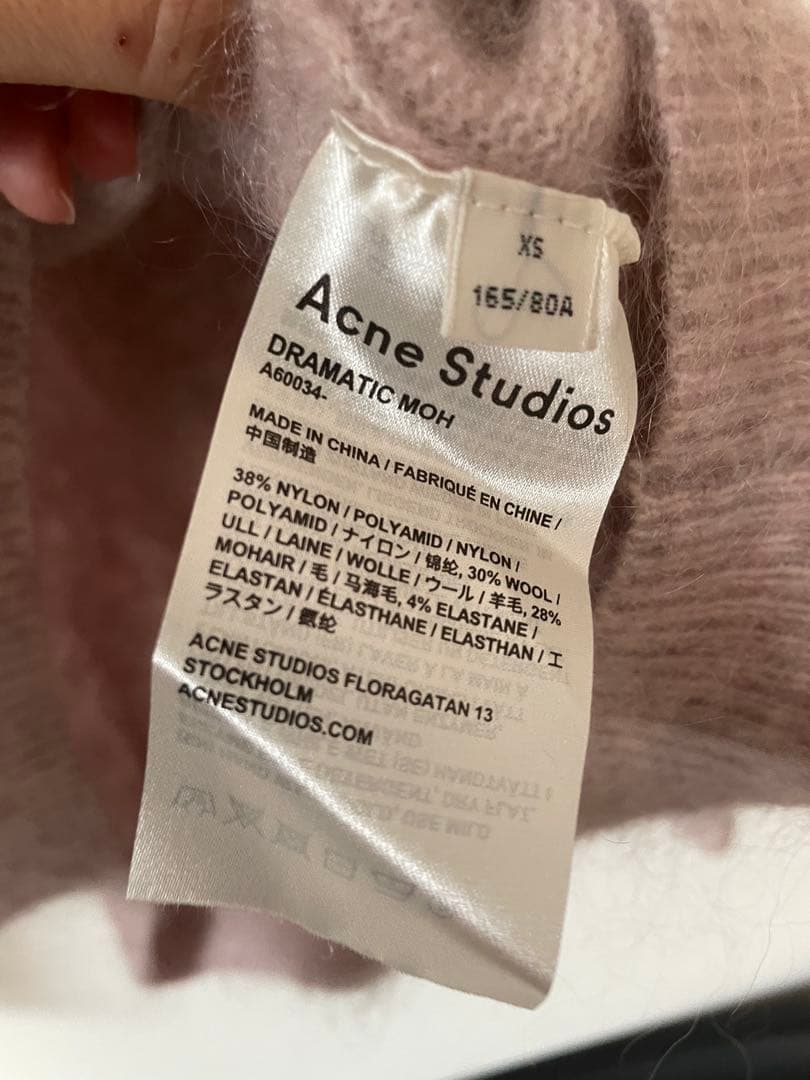 XS
165/80A
Acne Studios
DRAMATIC MOH
A60034-
MADE IN CHINA / FABRIQUÉ EN CHINE /
中国制造
38% NYLON / POLYAMID / NYLON /
POLYAMID / ナイロン / 锦纶, 30% WOOL /
ULL / LAINE / WOLLE / ウール / 羊毛, 28%
MOHAIR / 毛 / 马海毛, 4% ELASTANE /
ELASTAN / ÉLASTHANE / ELASTHAN / エ
ラスタン / 氨纶
ACNE STUDIOS FLORAGATAN 13
STOCKHOLM
ACNESTUDIOS.COM